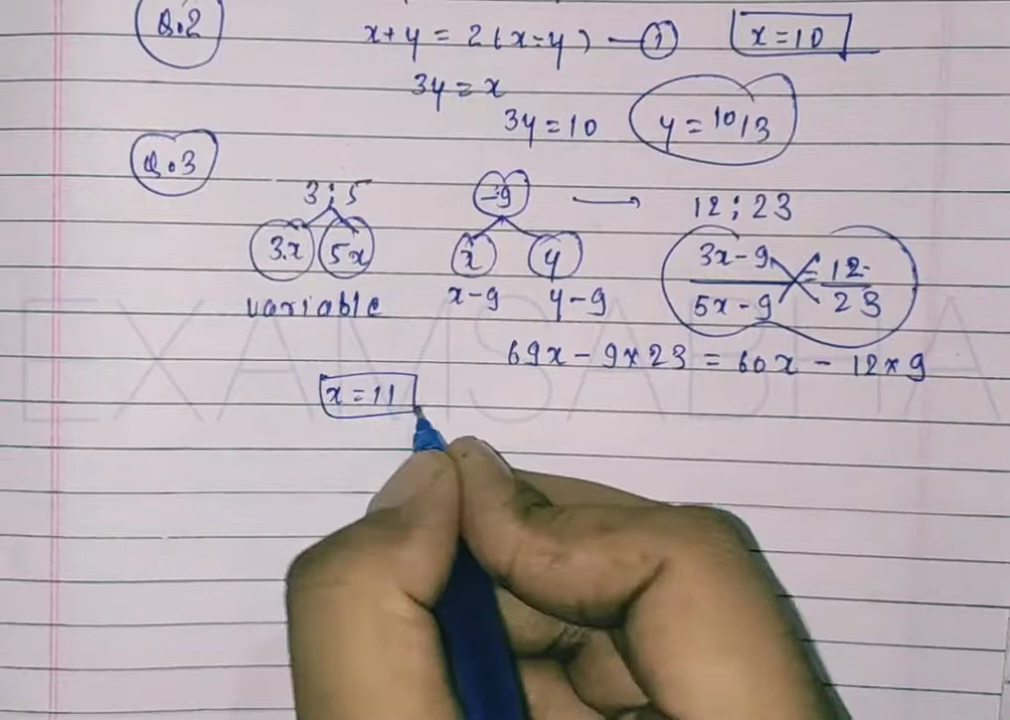 Q.2
x+y = 2(x-y) — ①
x = 10
3y = x
3y = 10
y = 10/3
Q.3
3:5
-9 → 12:23
3x 5x
x y
3x-9 / 5x-9 = 12 / 23
variable
x-9 y-9
69x - 9×23 = 60x - 12×9
x = 11
EXAMSABHA